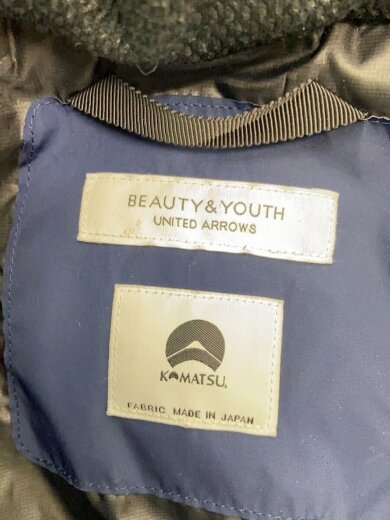 BEAUTY&YOUTH
UNITED ARROWS
KOMATSU.
FABRIC MADE IN JAPAN